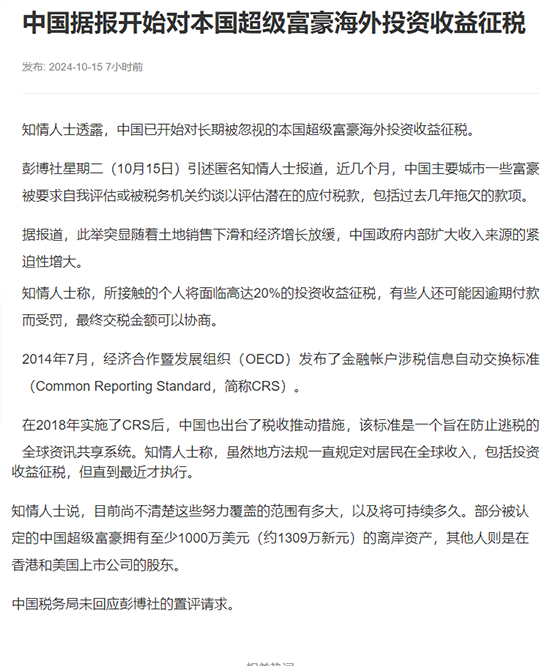 中国据报开始对本国超级富豪海外投资收益征税
发布: 2024-10-15 7小时前
知情人士透露，中国已开始对长期被忽视的本国超级富豪海外投资收益征税。
彭博社星期二（10月15日）引述匿名知情人士报道，近几个月，中国主要城市一些富豪
被要求自我评估或被税务机关约谈以评估潜在的应付税款，包括过去几年拖欠的款项。
据报道，此举突显随着土地销售下滑和经济增长放缓，中国政府内部扩大收入来源的紧
迫性增大。
知情人士称，所接触的个人将面临高达20%的投资收益征税，有些人还可能因逾期付款
而受罚，最终交税金额可以协商。
2014年7月，经济合作暨发展组织（OECD）发布了金融帐户涉税信息自动交换标准
（Common Reporting Standard，简称CRS）。
在2018年实施了CRS后，中国也出台了税收推动措施，该标准是一个旨在防止逃税的
全球资讯共享系统。知情人士称，虽然地方法规一直规定对居民在全球收入，包括投资
收益征税，但直到最近才执行。
知情人士说，目前尚不清楚这些努力覆盖的范围有多大，以及将可持续多久。部分被认
定的中国超级富豪拥有至少1000万美元（约1309万新元）的离岸资产，其他人则是在
香港和美国上市公司的股东。
中国税务局未回应彭博社的置评请求。